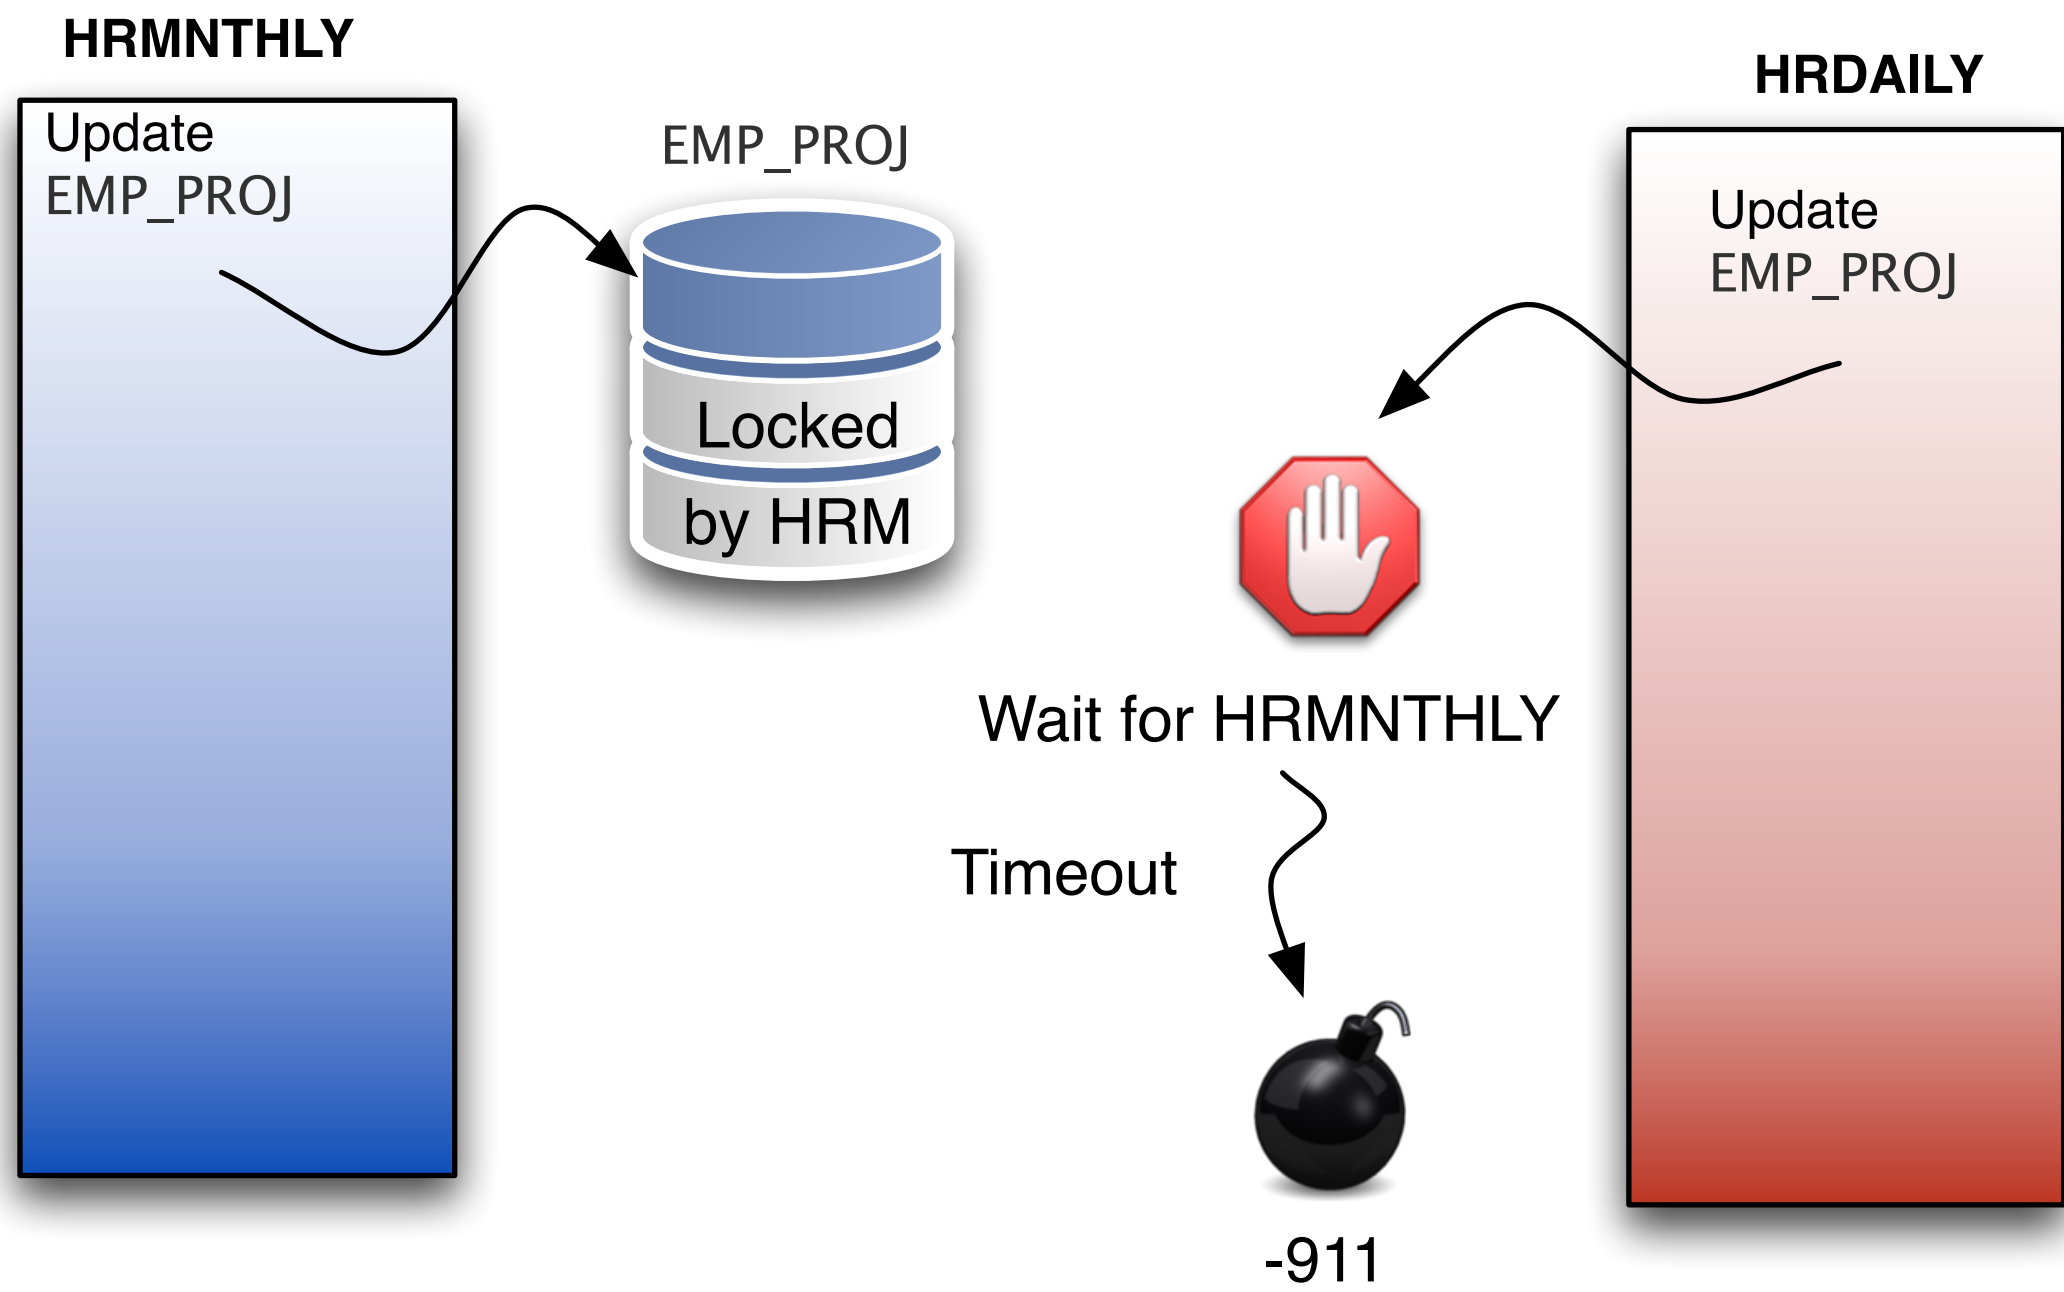 HRMNTHLY
Update
EMP_PROJ
EMP_PROJ
Locked
by HRM
HRDAILY
Update
EMP_PROJ
Wait for HRMNTHLY
Timeout
-911